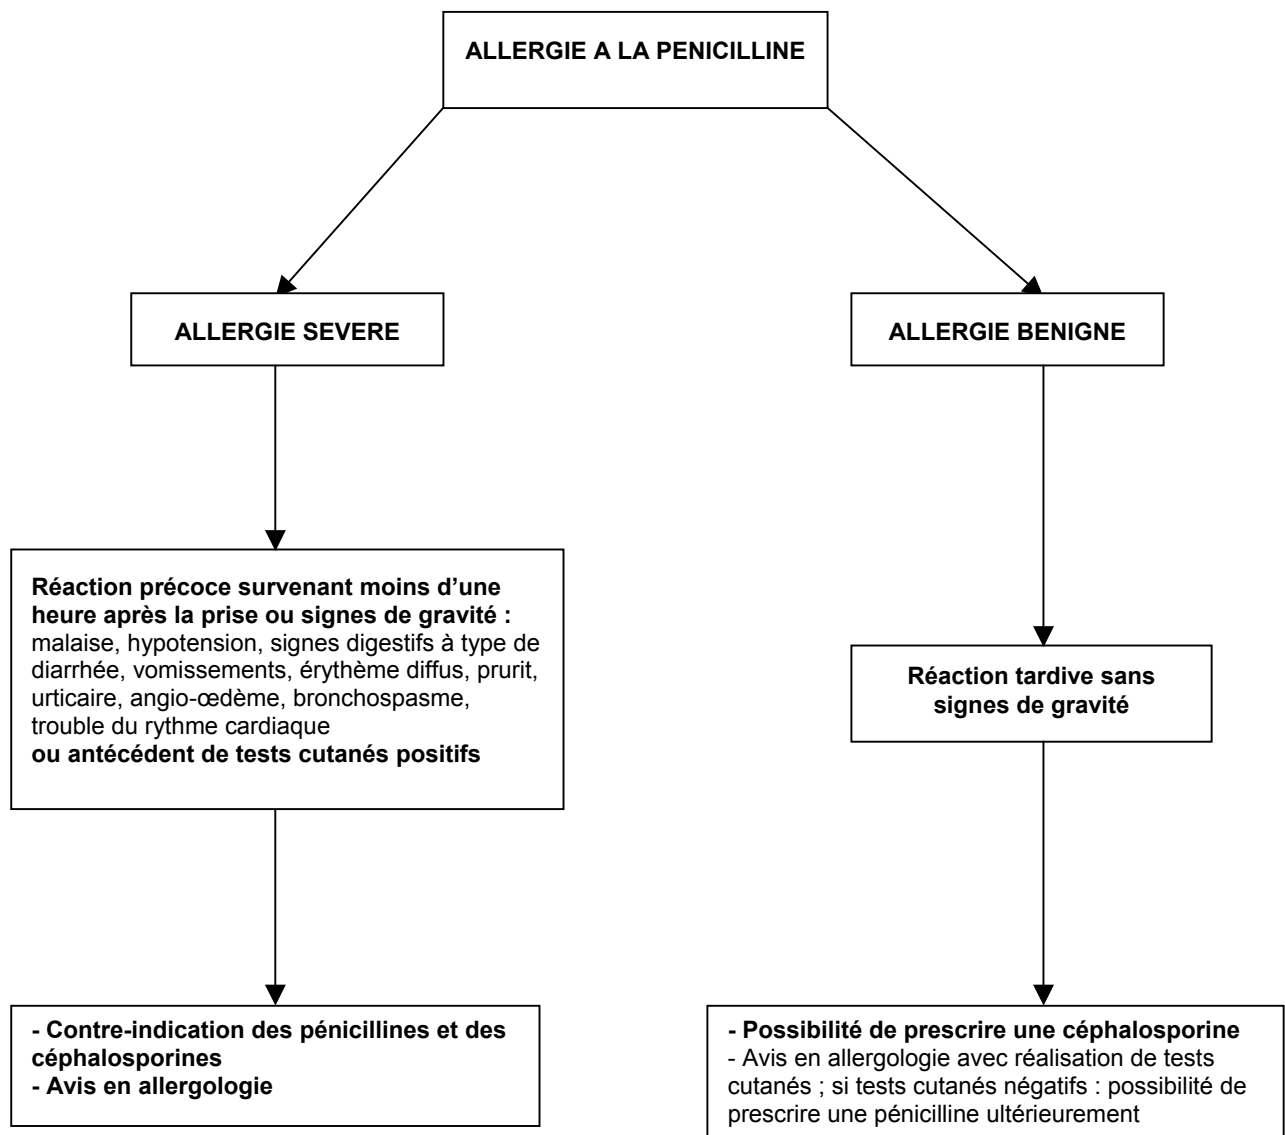 ALLERGIE A LA PENICILLINE
ALLERGIE SEVERE
ALLERGIE BENIGNE
Réaction précoce survenant moins d’une
heure après la prise ou signes de gravité :
malaise, hypotension, signes digestifs à type de
diarrhée, vomissements, érythème diffus, prurit,
urticaire, angio-œdème, bronchospasme,
trouble du rythme cardiaque
ou antécédent de tests cutanés positifs
Réaction tardive sans
signes de gravité
- Contre-indication des pénicillines et des
céphalosporines
- Avis en allergologie
- Possibilité de prescrire une céphalosporine
- Avis en allergologie avec réalisation de tests
cutanés ; si tests cutanés négatifs : possibilité de
prescrire une pénicilline ultérieurement